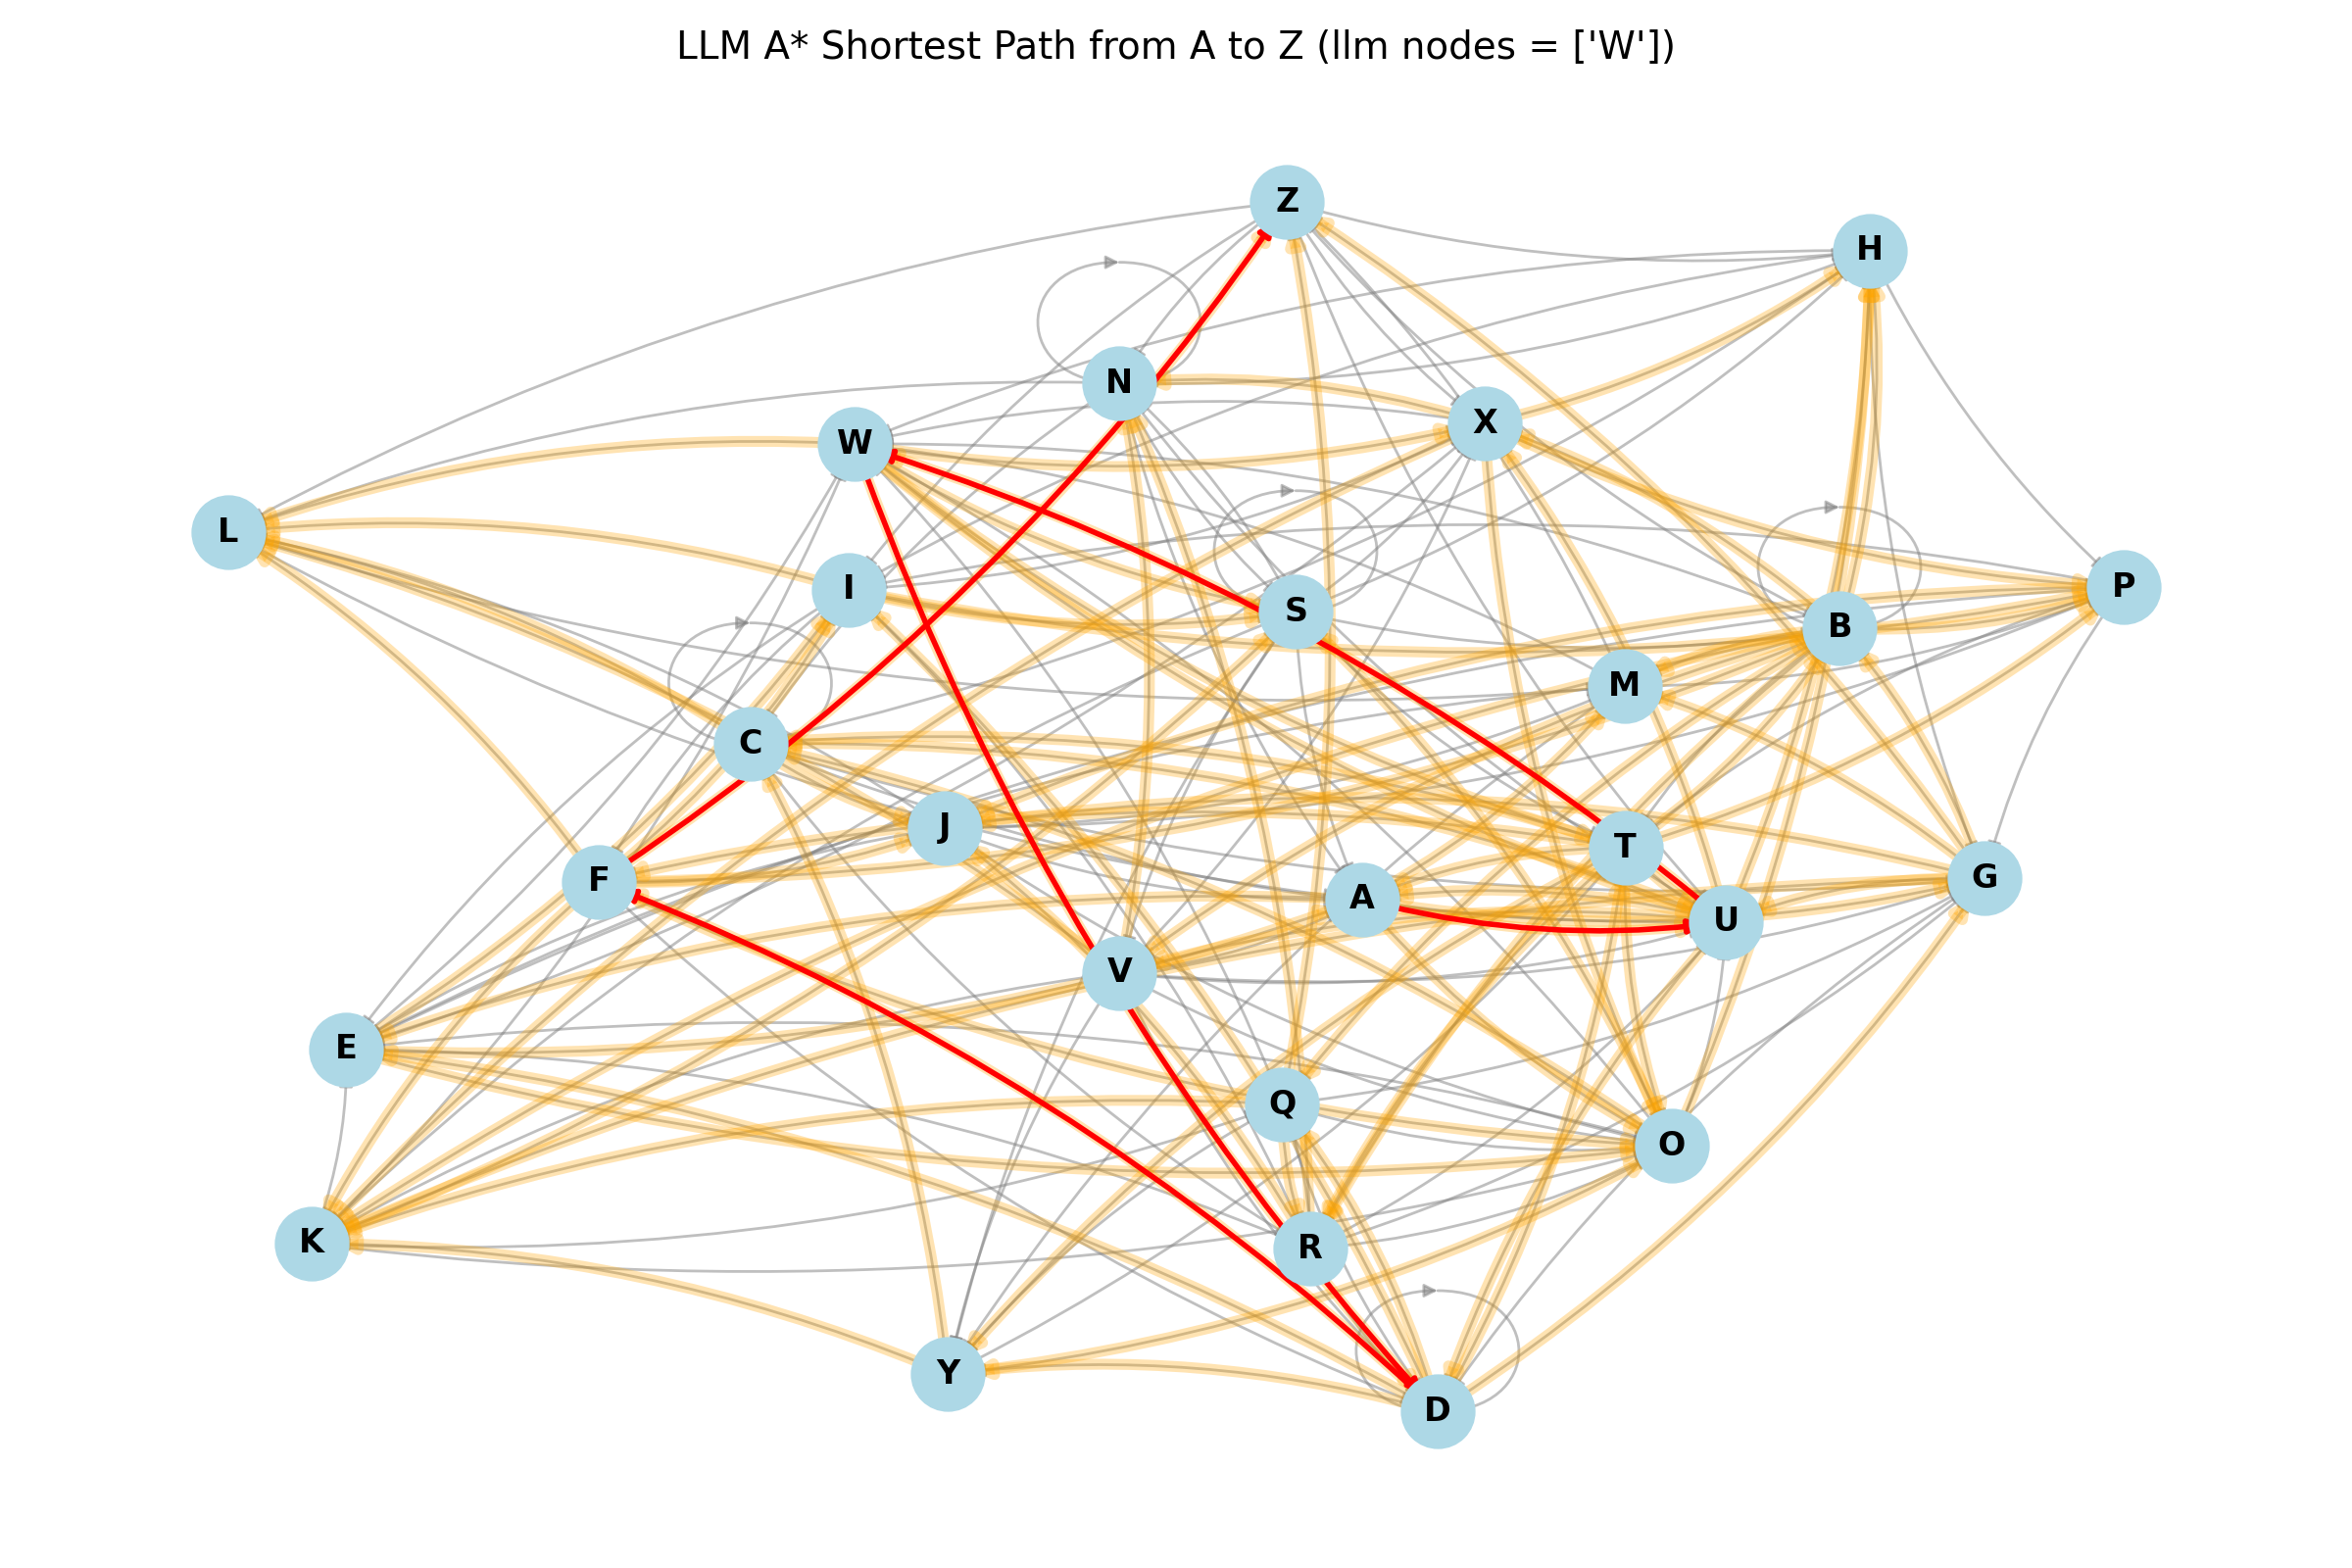 LLM A* Shortest Path from A to Z (llm nodes = ['W'])
Z
H
N
X
W
L
I
P
S
B
M
C
J
T
F
A
G
U
V
E
Q
O
K
R
Y
D